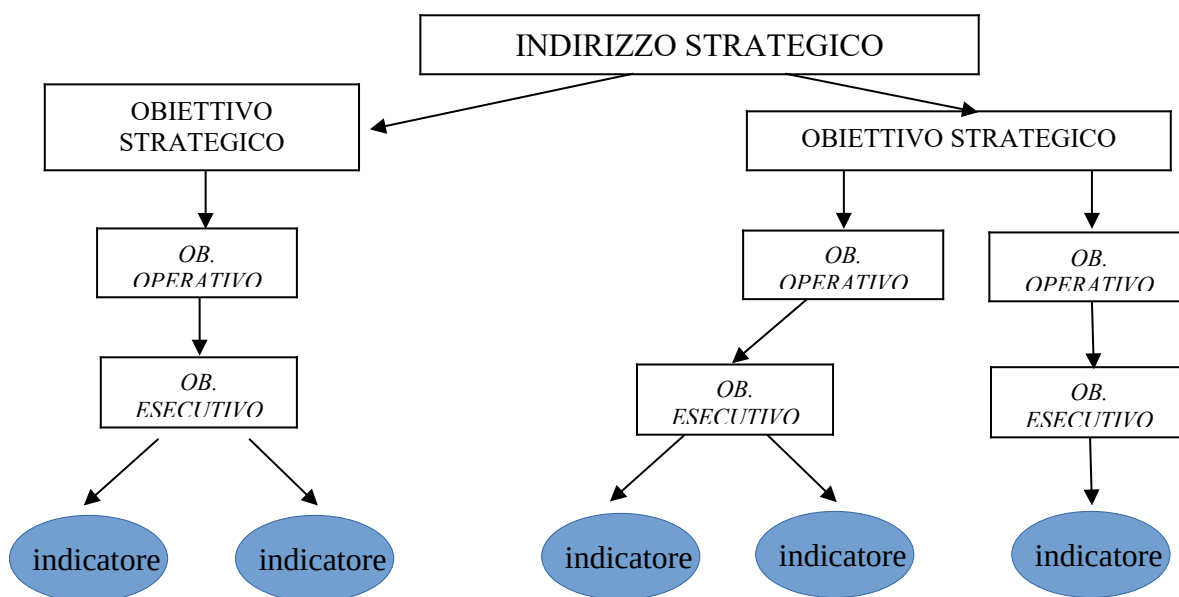 INDIRIZZO STRATEGICO
OBIETTIVO
STRATEGICO
OBIETTIVO STRATEGICO
OB.
OPERATIVO
OB.
OPERATIVO
OB.
OPERATIVO
OB.
ESECUTIVO
OB.
ESECUTIVO
OB.
ESECUTIVO
indicatore
indicatore
indicatore
indicatore
indicatore